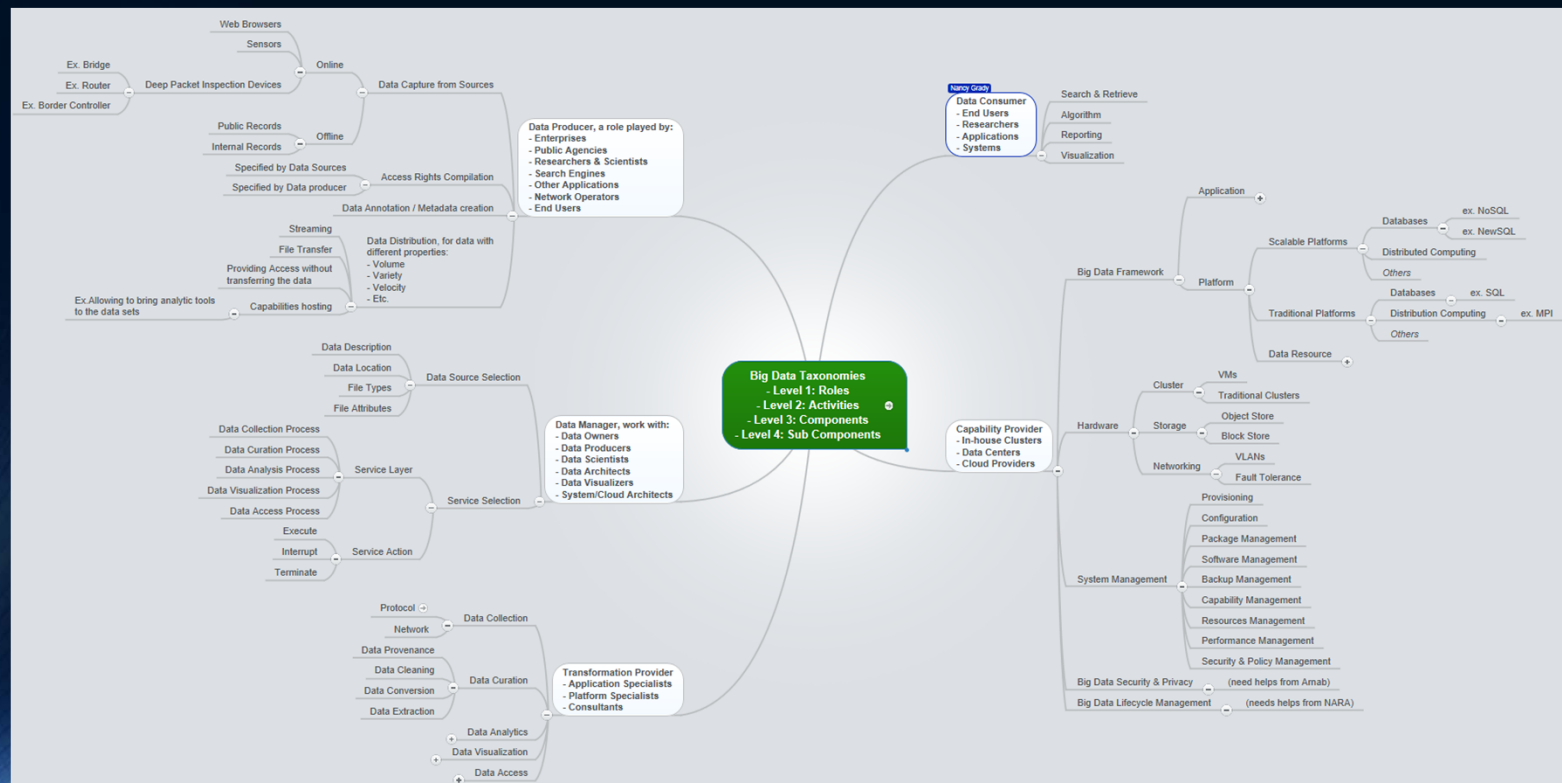 Big Data Taxonomies
- Level 1: Roles
- Level 2: Activities
- Level 3: Components
- Level 4: Sub Components
Data Producer, a role played by:
- Enterprises
- Public Agencies
- Researchers & Scientists
- Search Engines
- Other Applications
- Network Operators
- End Users
Data Capture from Sources
Online
Web Browsers
Sensors
Deep Packet Inspection Devices
Ex. Bridge
Ex. Router
Ex. Border Controller
Offline
Public Records
Internal Records
Access Rights Compilation
Specified by Data Sources
Specified by Data producer
Data Annotation / Metadata creation
Data Distribution, for data with
different properties:
- Volume
- Variety
- Velocity
- Etc.
Streaming
File Transfer
Providing Access without
transferring the data
Capabilities hosting
Ex.Allowing to bring analytic tools
to the data sets
Data Manager, work with:
- Data Owners
- Data Producers
- Data Scientists
- Data Architects
- Data Visualizers
- System/Cloud Architects
Data Source Selection
Data Description
Data Location
File Types
File Attributes
Service Selection
Service Layer
Data Collection Process
Data Curation Process
Data Analysis Process
Data Visualization Process
Data Access Process
Service Action
Execute
Interrupt
Terminate
Transformation Provider
- Application Specialists
- Platform Specialists
- Consultants
Data Collection
Protocol
Network
Data Curation
Data Provenance
Data Cleaning
Data Conversion
Data Extraction
Data Analytics
Data Visualization
Data Access
Nancy Grady
Data Consumer
- End Users
- Researchers
- Applications
- Systems
Search & Retrieve
Algorithm
Reporting
Visualization
Capability Provider
- In-house Clusters
- Data Centers
- Cloud Providers
Big Data Framework
Application
Platform
Scalable Platforms
Databases
ex. NoSQL
ex. NewSQL
Distributed Computing
Others
Traditional Platforms
Databases
ex. SQL
Distribution Computing
ex. MPI
Others
Data Resource
Hardware
Cluster
VMs
Traditional Clusters
Storage
Object Store
Block Store
Networking
VLANs
Fault Tolerance
System Management
Provisioning
Configuration
Package Management
Software Management
Backup Management
Capability Management
Resources Management
Performance Management
Security & Policy Management
Big Data Security & Privacy
(need helps from Arnab)
Big Data Lifecycle Management
(needs helps from NARA)